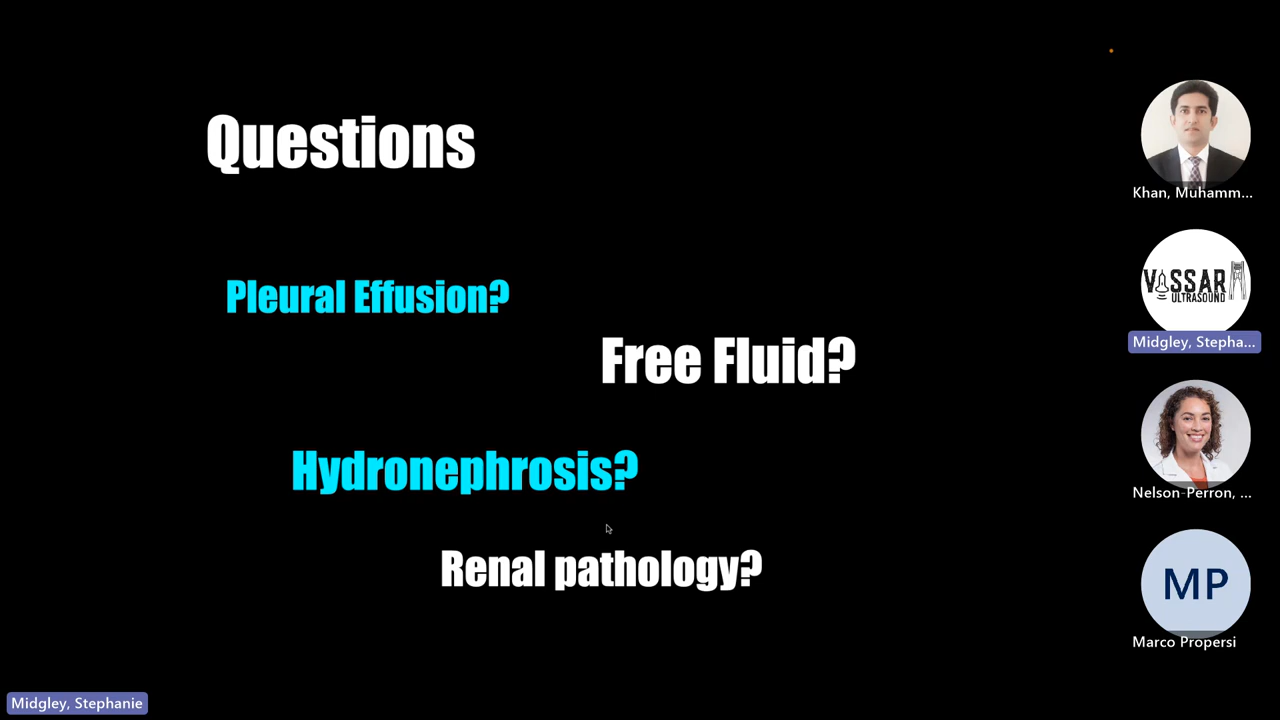 Questions
Pleural Effusion?
Free Fluid?
Hydronephrosis?
Renal pathology?
Khan, Muhamm...
VASSAR
ULTRASOUND
Midgley, Stepha...
Nelson-Perron, ...
MP
Marco Propersi
Midgley, Stephanie